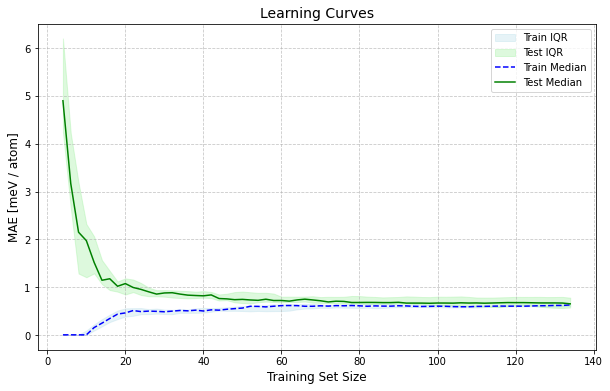 Learning Curves
Train IQR
Test IQR
Train Median
Test Median
MAE [meV / atom]
6
5
4
3
2
1
0
0 20 40 60 80 100 120 140
Training Set Size